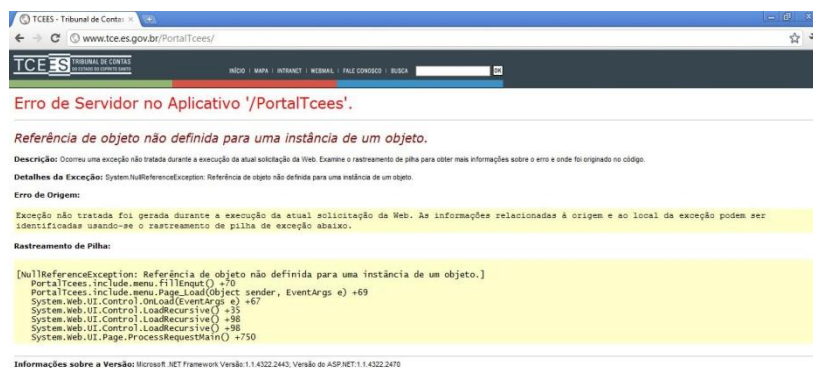 TCEES - Tribunal de Contas
www.tce.es.gov.br/PortalTcees/
TCEES TRIBUNAL DE CONTAS
DO ESTADO DO ESPÍRITO SANTO
INÍCIO | MAPA | INTRANET | WEBMAIL | FALE CONOSCO | BUSCA OK
Erro de Servidor no Aplicativo '/PortalTcees'.
Referência de objeto não definida para uma instância de um objeto.
Descrição: Ocorreu uma exceção não tratada durante a execução da atual solicitação da Web. Examine o rastreamento de pilha para obter mais informações sobre o erro e onde foi originado no código.
Detalhes da Exceção: System.NullReferenceException: Referência de objeto não definida para uma instância de um objeto.
Erro de Origem:
Exceção não tratada foi gerada durante a execução da atual solicitação da Web. As informações relacionadas à origem e ao local da exceção podem ser
identificadas usando-se o rastreamento de pilha de exceção abaixo.
Rastreamento de Pilha:
[NullReferenceException: Referência de objeto não definida para uma instância de um objeto.]
PortalTcees.include.menu.fillEnqut() +70
PortalTcees.include.menu.Page_Load(Object sender, EventArgs e) +69
System.Web.UI.Control.OnLoad(EventArgs e) +67
System.Web.UI.Control.LoadRecursive() +35
System.Web.UI.Control.LoadRecursive() +98
System.Web.UI.Control.LoadRecursive() +98
System.Web.UI.Page.ProcessRequestMain() +750
Informações sobre a Versão: Microsoft .NET Framework Versão:1.1.4322.2443; Versão do ASP.NET:1.1.4322.2470